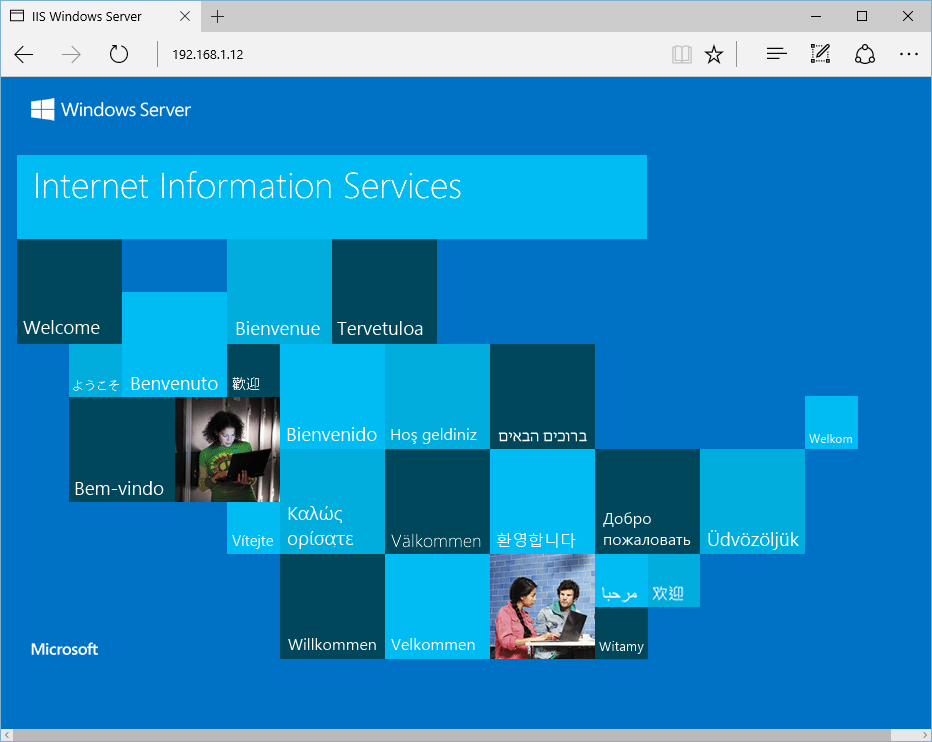 IIS Windows Server
192.168.1.12
Windows Server
Internet Information Services
Welcome
Bienvenue
Tervetuloa
ようこそ
Benvenuto
歡迎
Bienvenido
Hoş geldiniz
ברוכים הבאים
Welkom
Bem-vindo
Vítejte
Καλώς
ορίσατε
Välkommen
환영합니다
Добро
пожаловать
Üdvözöljük
Willkommen
Velkommen
مرحبا
欢迎
Witamy
Microsoft